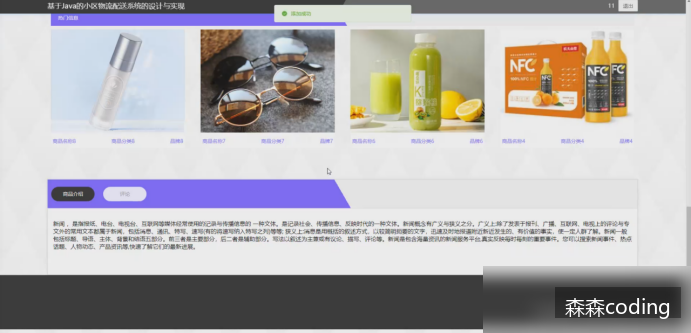 基于Java的小区物流配送系统的设计与实现
添加成功
11
退出
热门信息
NFC
NFC
NFC
商品名称8 商品分类8 品牌8
商品名称7 商品分类7 品牌7
商品名称6 商品分类6 品牌6
商品名称4 商品分类4 品牌4
商品介绍
评论
新闻，是指报纸、电台、电视台、互联网等媒体经常使用的记录与传播信息的 一种文体。是记录社会、传播信息、反映时代的一种文体。新闻概念有广义与狭义之分。广义上:除了发表于报刊、广播、互联网、电视上的评论与专
文外的常用文本都属于新闻，包括消息、通讯、特写、速写(有的将速写纳入特写之列)等等; 狭义上:消息是用概括的叙述方式，以较简明扼要的文字，迅速及时地报道附近新近发生的、有价值的事实，使一定人群了解。新闻一般
包括标题、导语、主体、背景和结语五部分。前三者是主要部分，后二者是辅助部分。写法以叙述为主兼或有议论、描写、评论等。新闻是包含海量资讯的新闻服务平台,真实反映每时每刻的重要事件。您可以搜索新闻事件、热点
话题、人物动态、产品资讯等,快速了解它们的最新进展。
森森coding